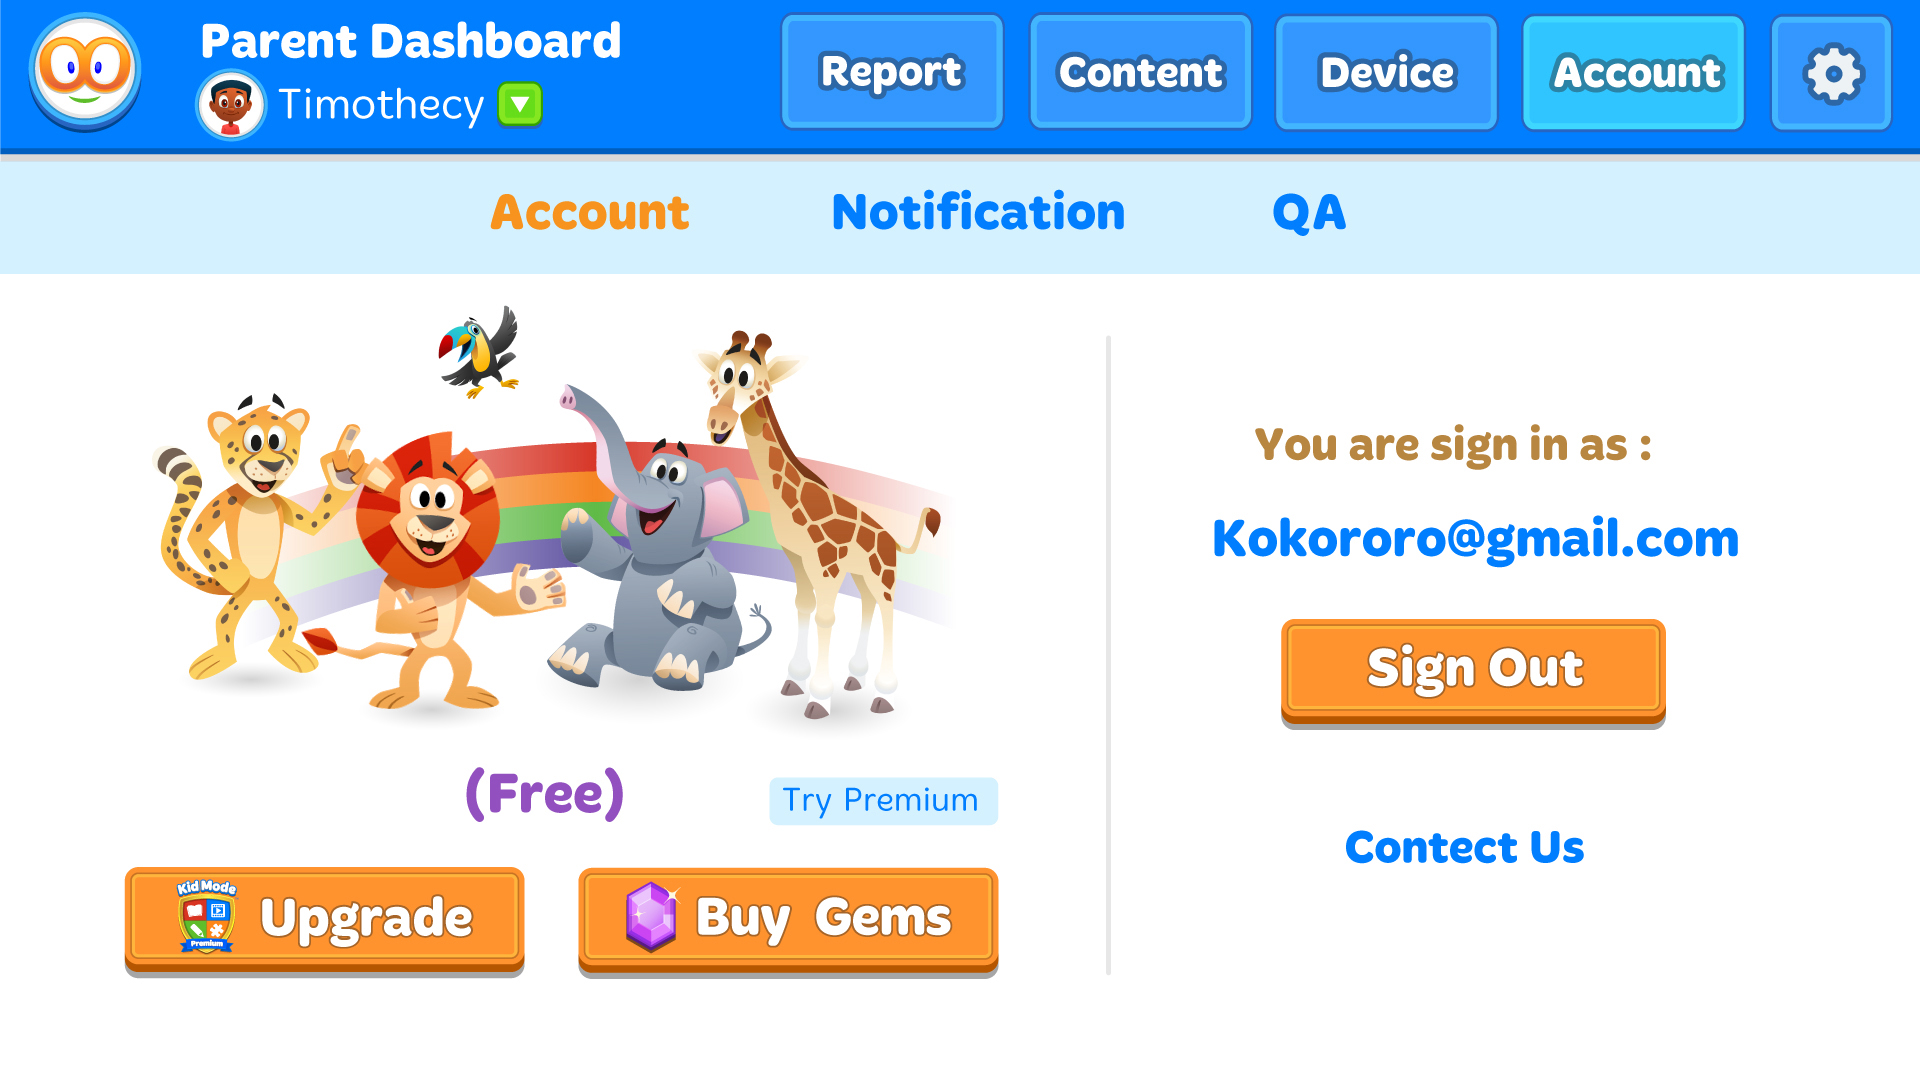 Parent Dashboard
Timothecy
Report
Content
Device
Account
Account
Notification
QA
You are sign in as :
Kokororo@gmail.com
Sign Out
Contect Us
(Free)
Try Premium
Kid Mode
Premium
Upgrade
Buy Gems